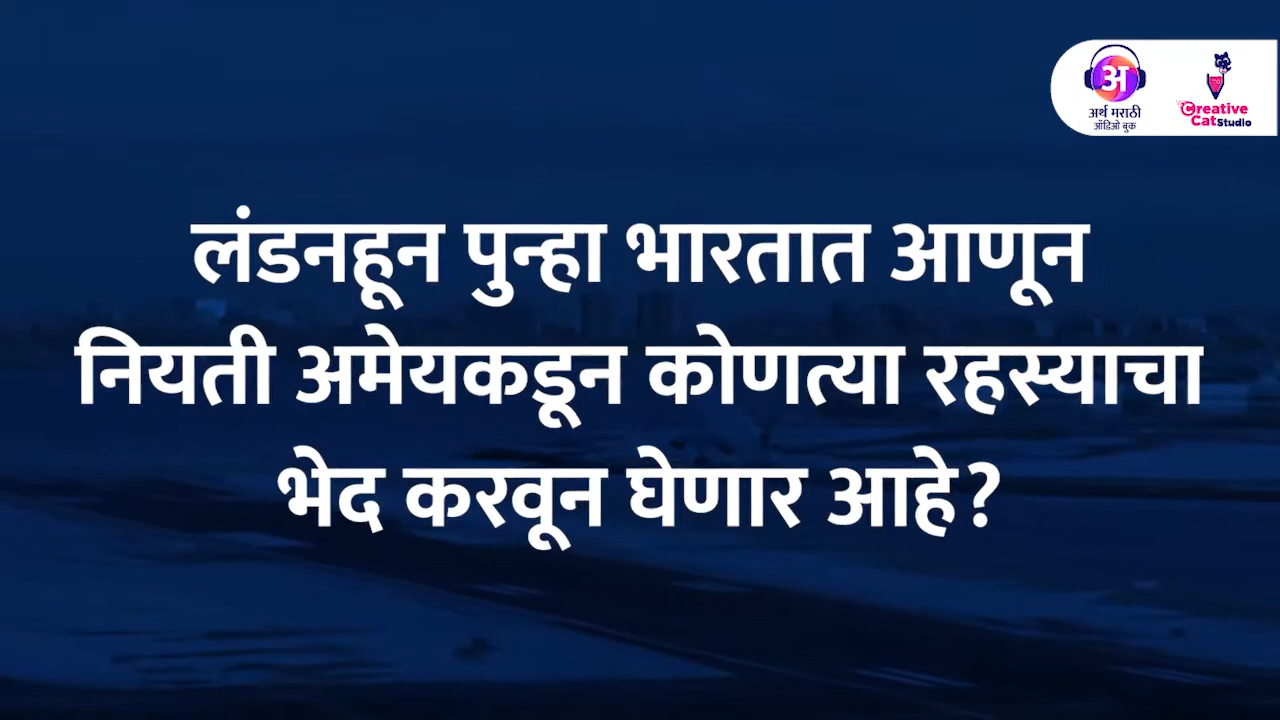 अ
अर्थ मराठी
ऑडिओ बुक
Creative
Cat Studio
लंडनहून पुन्हा भारतात आणून
नियती अमेयकडून कोणत्या रहस्याचा
भेद करवून घेणार आहे?